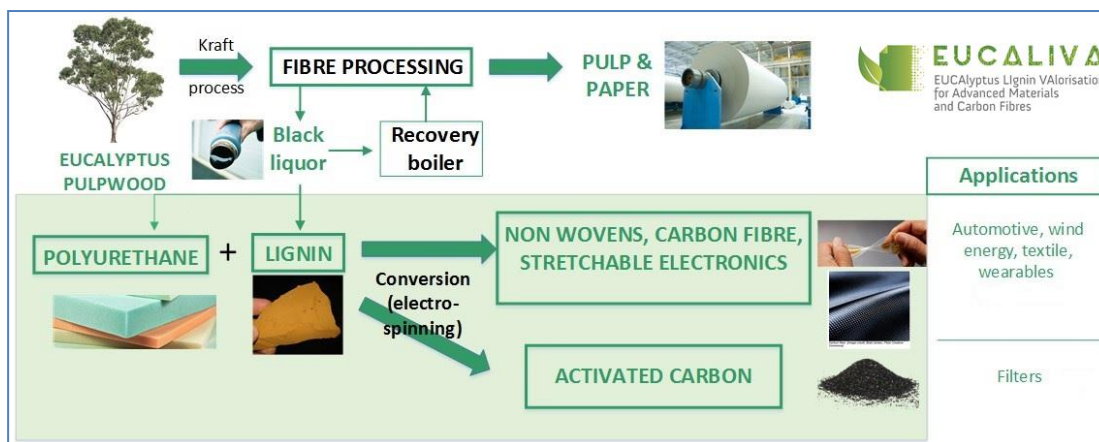 Kraft
process
FIBRE PROCESSING
PULP &
PAPER
EUCALIVA
EUCAlyptus LIgnin VAlorisation
for Advanced Materials
and Carbon Fibres
EUCALYPTUS
PULPWOOD
Black
liquor
Recovery
boiler
Applications
POLYURETHANE
+
LIGNIN
Conversion
(electro-
spinning)
NON WOVENS, CARBON FIBRE,
STRETCHABLE ELECTRONICS
Automotive, wind
energy, textile,
wearables
ACTIVATED CARBON
Filters